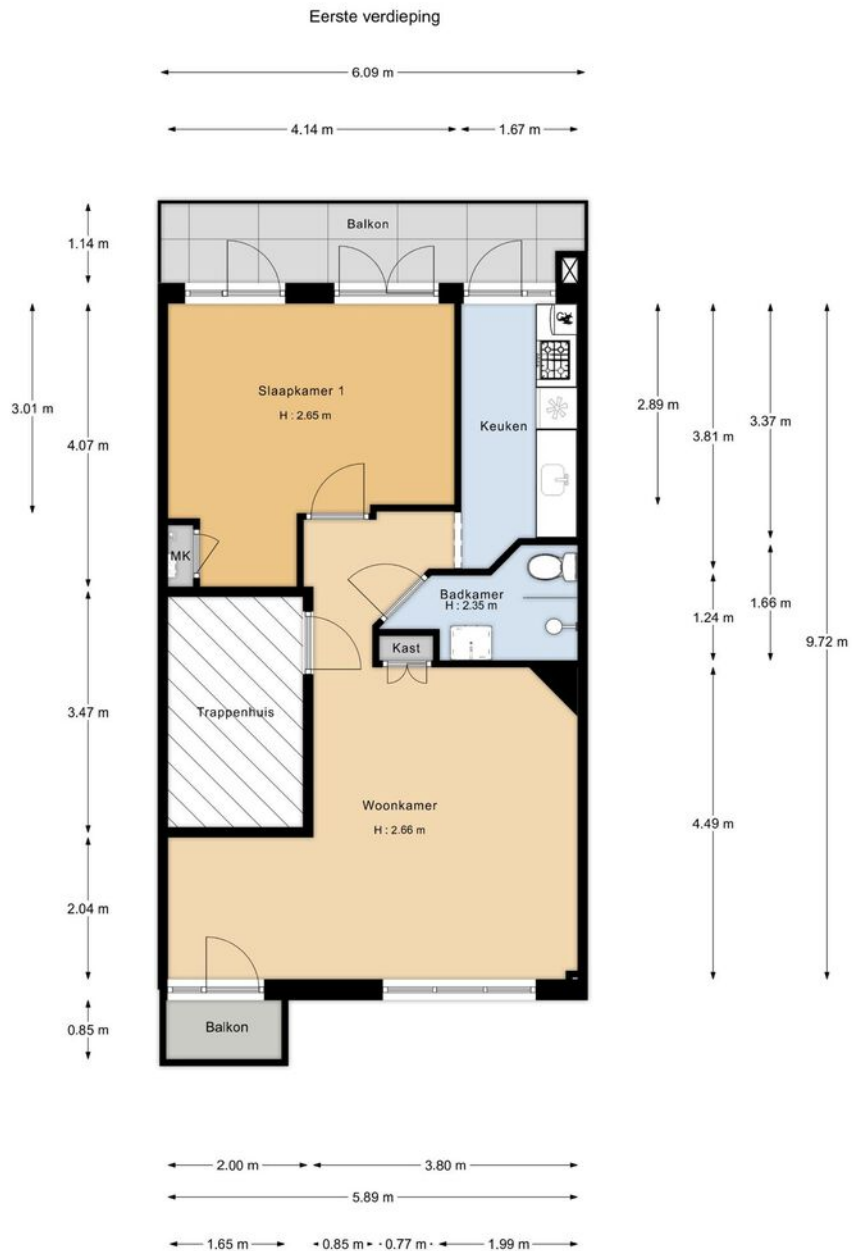 Eerste verdieping
6.09 m
4.14 m
1.67 m
Balkon
1.14 m
3.01 m
4.07 m
Slaapkamer 1
H : 2.65 m
Keuken
2.89 m
3.81 m
3.37 m
MK
Badkamer
H : 2.35 m
1.24 m
1.66 m
9.72 m
Kast
3.47 m
Trappenhuis
Woonkamer
H : 2.66 m
4.49 m
2.04 m
Balkon
0.85 m
2.00 m
3.80 m
5.89 m
1.65 m
0.85 m
0.77 m
1.99 m